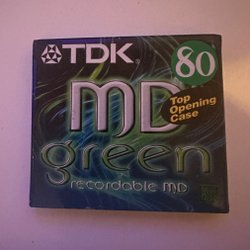 TDK
80
MD
Top
Opening
Case
green
recordable MD